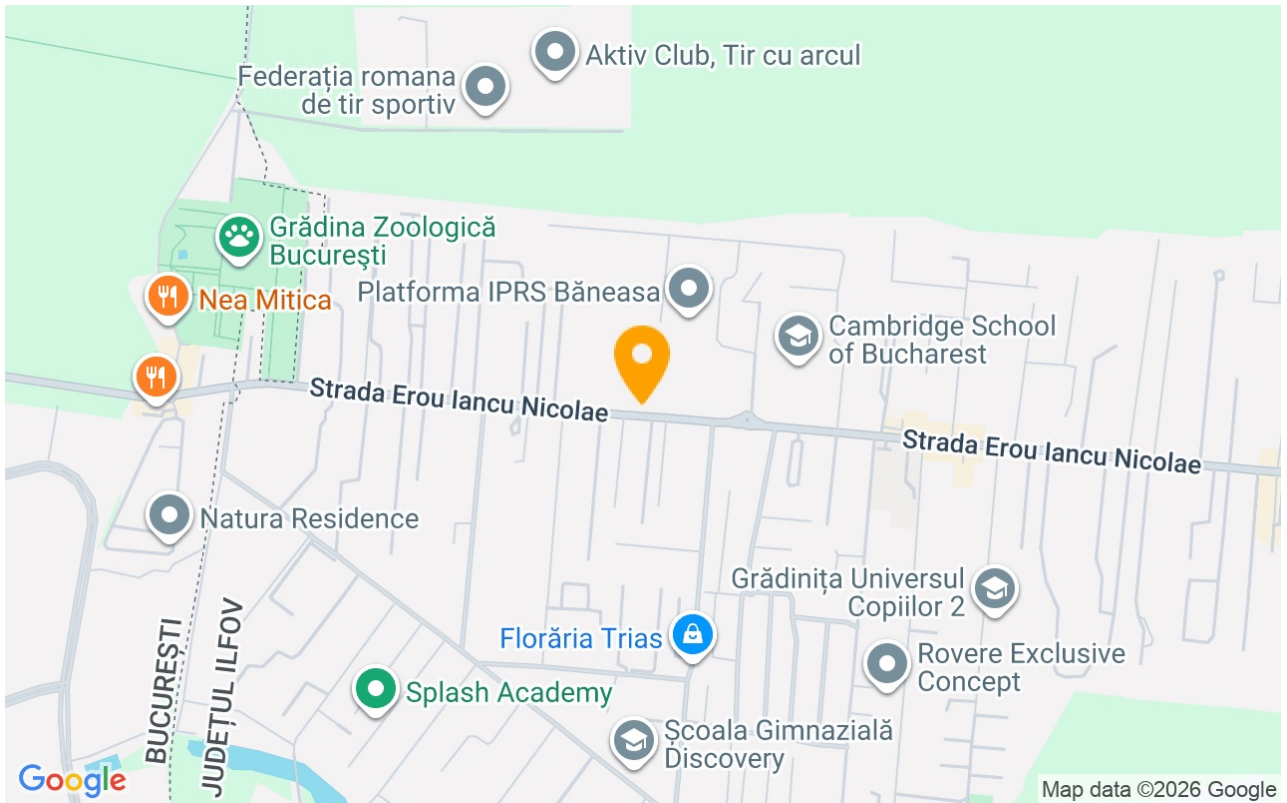 Aktiv Club, Tir cu arcul
Federația romana
de tir sportiv
Grădina Zoologică
București
Nea Mitica
Platforma IPRS Băneasa
Cambridge School
of Bucharest
Strada Erou Iancu Nicolae
Strada Erou Iancu Nicolae
Natura Residence
Grădinița Universul
Copiilor 2
Florăria Trias
Rovere Exclusive
Concept
BUCUREȘTI
JUDEȚUL ILFOV
Splash Academy
Școala Gimnazială
Discovery
Google
Map data ©2026 Google